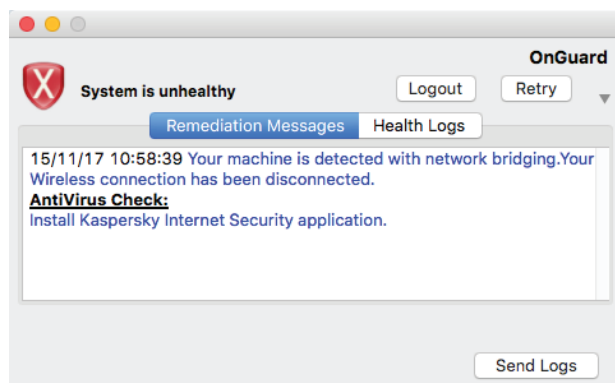 OnGuard
System is unhealthy
Logout
Retry
Remediation Messages
Health Logs
15/11/17 10:58:39 Your machine is detected with network bridging.Your
Wireless connection has been disconnected.
AntiVirus Check:
Install Kaspersky Internet Security application.
Send Logs